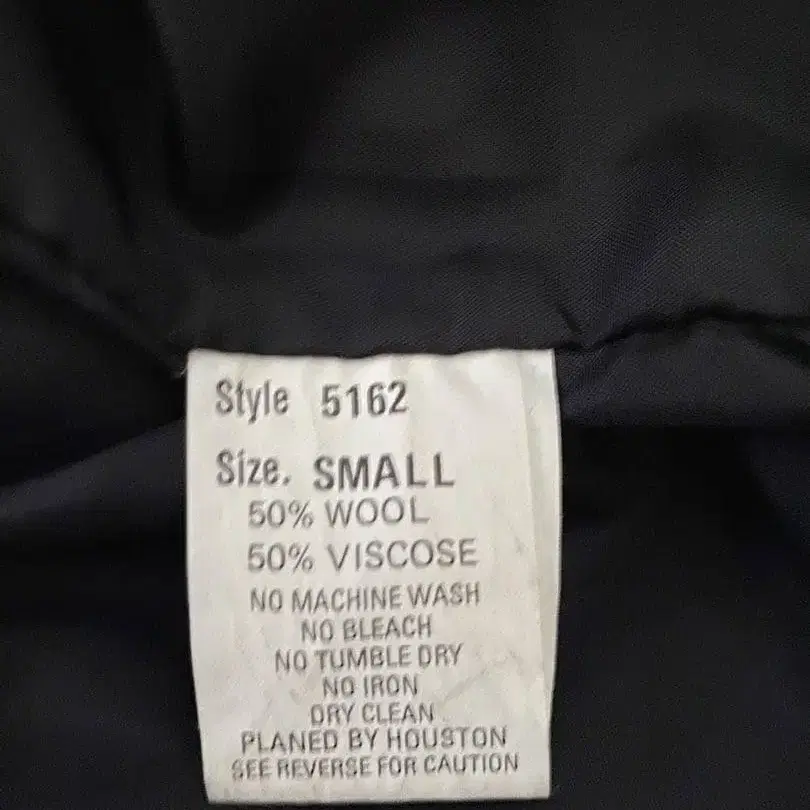 Style 5162
Size. SMALL
50% WOOL
50% VISCOSE
NO MACHINE WASH
NO BLEACH
NO TUMBLE DRY
NO IRON
DRY CLEAN
PLANED BY HOUSTON
SEE REVERSE FOR CAUTION